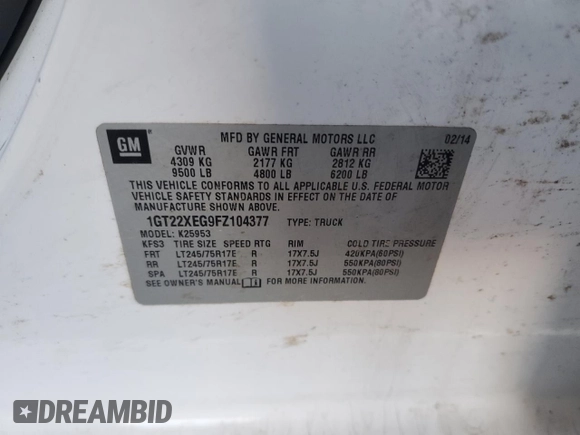 GM
MFD BY GENERAL MOTORS LLC 02/14
GVWR GAWR FRT GAWR RR
4309 KG 2177 KG 2812 KG
9500 LB 4800 LB 6200 LB
THIS VEHICLE CONFORMS TO ALL APPLICABLE U.S. FEDERAL MOTOR
VEHICLE SAFETY STANDARDS IN EFFECT ON THE DATE OF
MANUFACTURE SHOWN ABOVE.
1GT22XEG9FZ104377 TYPE: TRUCK
MODEL: K25953
KFS3 TIRE SIZE SPEED RTG RIM COLD TIRE PRESSURE
FRT LT245/75R17E R 17X7.5J 420KPA(60PSI)
RR LT245/75R17E R 17X7.5J 550KPA(80PSI)
SPA LT245/75R17E R 17X7.5J 550KPA(80PSI)
SEE OWNER'S MANUAL FOR MORE INFORMATION.
DREAMBID